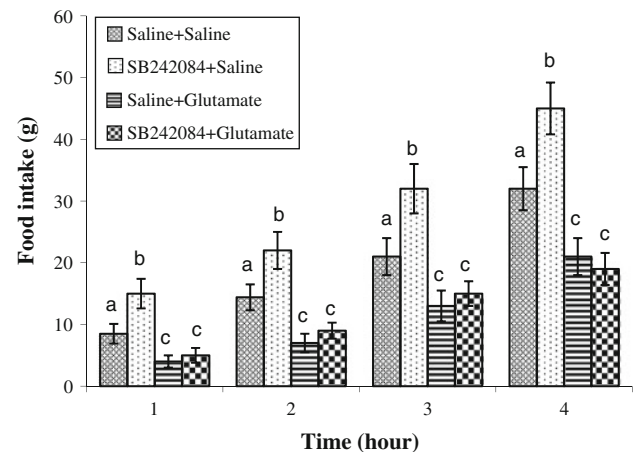 60
50
40
30
20
10
0
Food intake (g)
Saline+Saline
SB242084+Saline
Saline+Glutamate
SB242084+Glutamate
a b c c
a b c c
a b c c
a b c c
1 2 3 4
Time (hour)